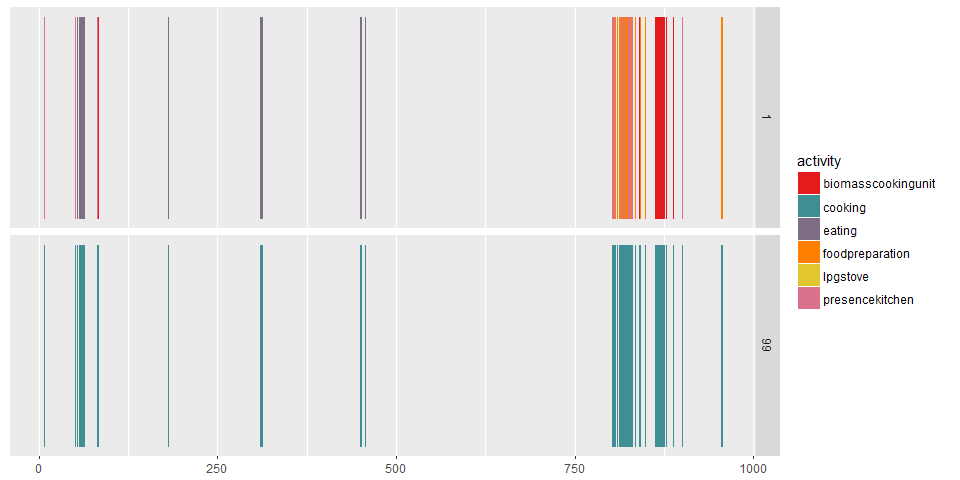 1
99
0
250
500
750
1000
activity
biomasscookingunit
cooking
eating
foodpreparation
lpgstove
presencekitchen